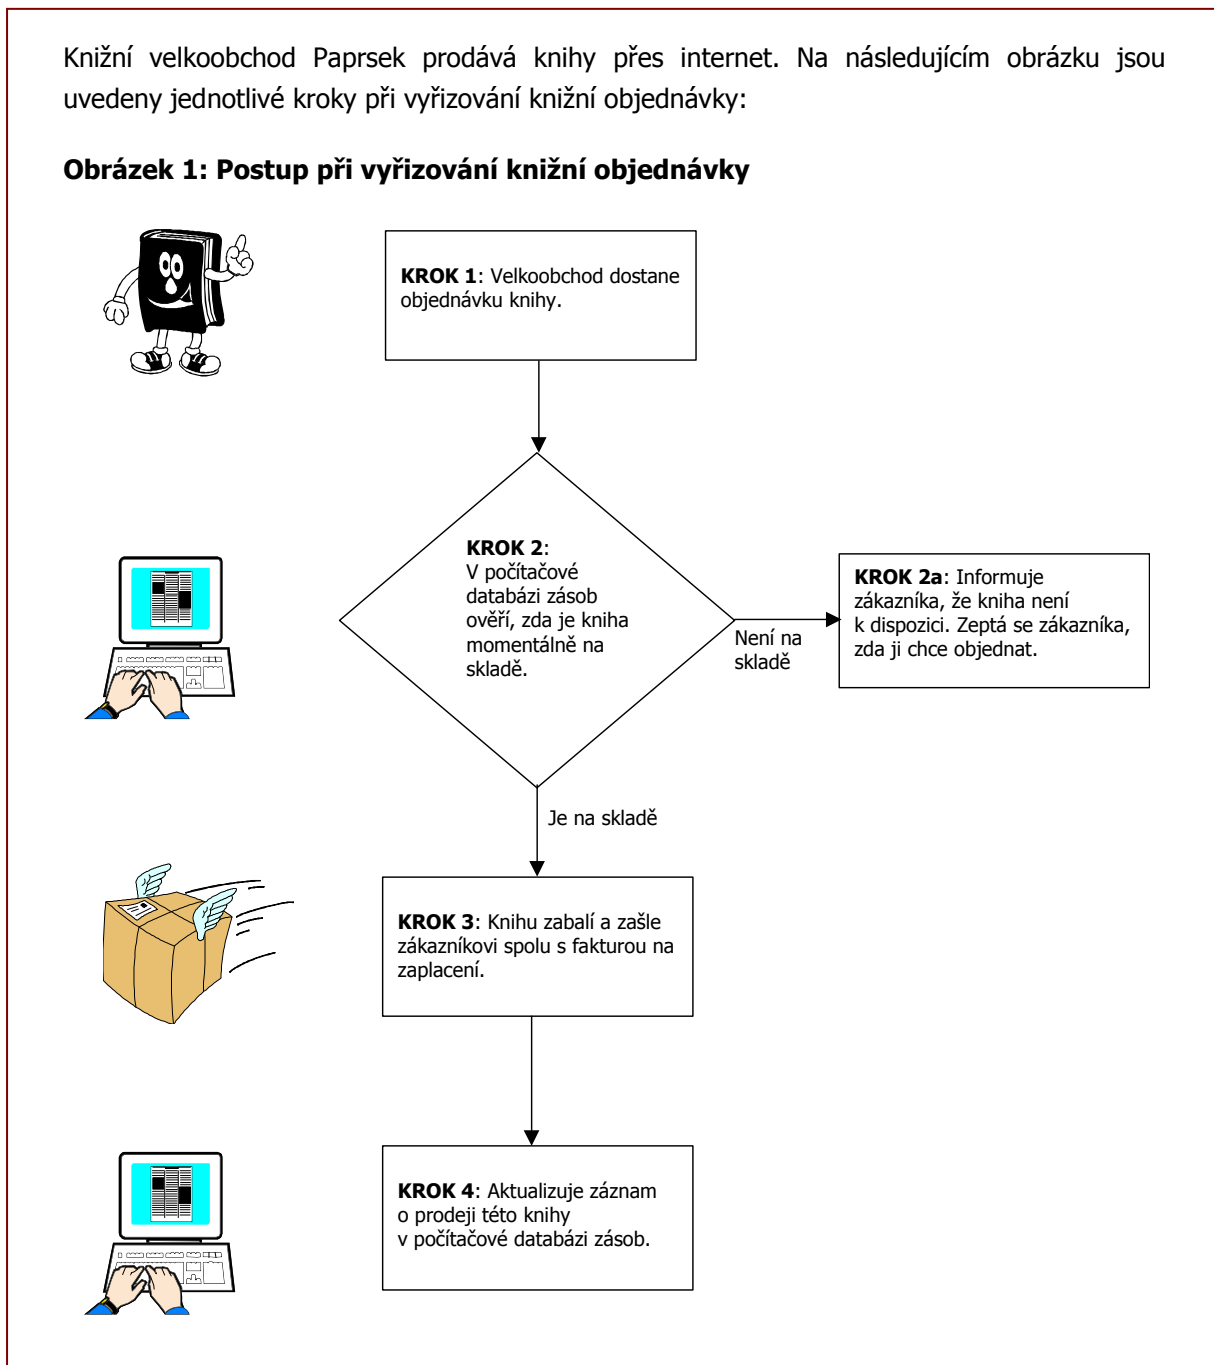 Knižní velkoobchod Paprsek prodává knihy přes internet. Na následujícím obrázku jsou
uvedeny jednotlivé kroky při vyřizování knižní objednávky:
Obrázek 1: Postup při vyřizování knižní objednávky
KROK 1: Velkoobchod dostane
objednávku knihy.
KROK 2:
V počítačové
databázi zásob
ověří, zda je kniha
momentálně na
skladě.
Není na
skladě
KROK 2a: Informuje
zákazníka, že kniha není
k dispozici. Zeptá se zákazníka,
zda ji chce objednat.
Je na skladě
KROK 3: Knihu zabalí a zašle
zákazníkovi spolu s fakturou na
zaplacení.
KROK 4: Aktualizuje záznam
o prodeji této knihy
v počítačové databázi zásob.